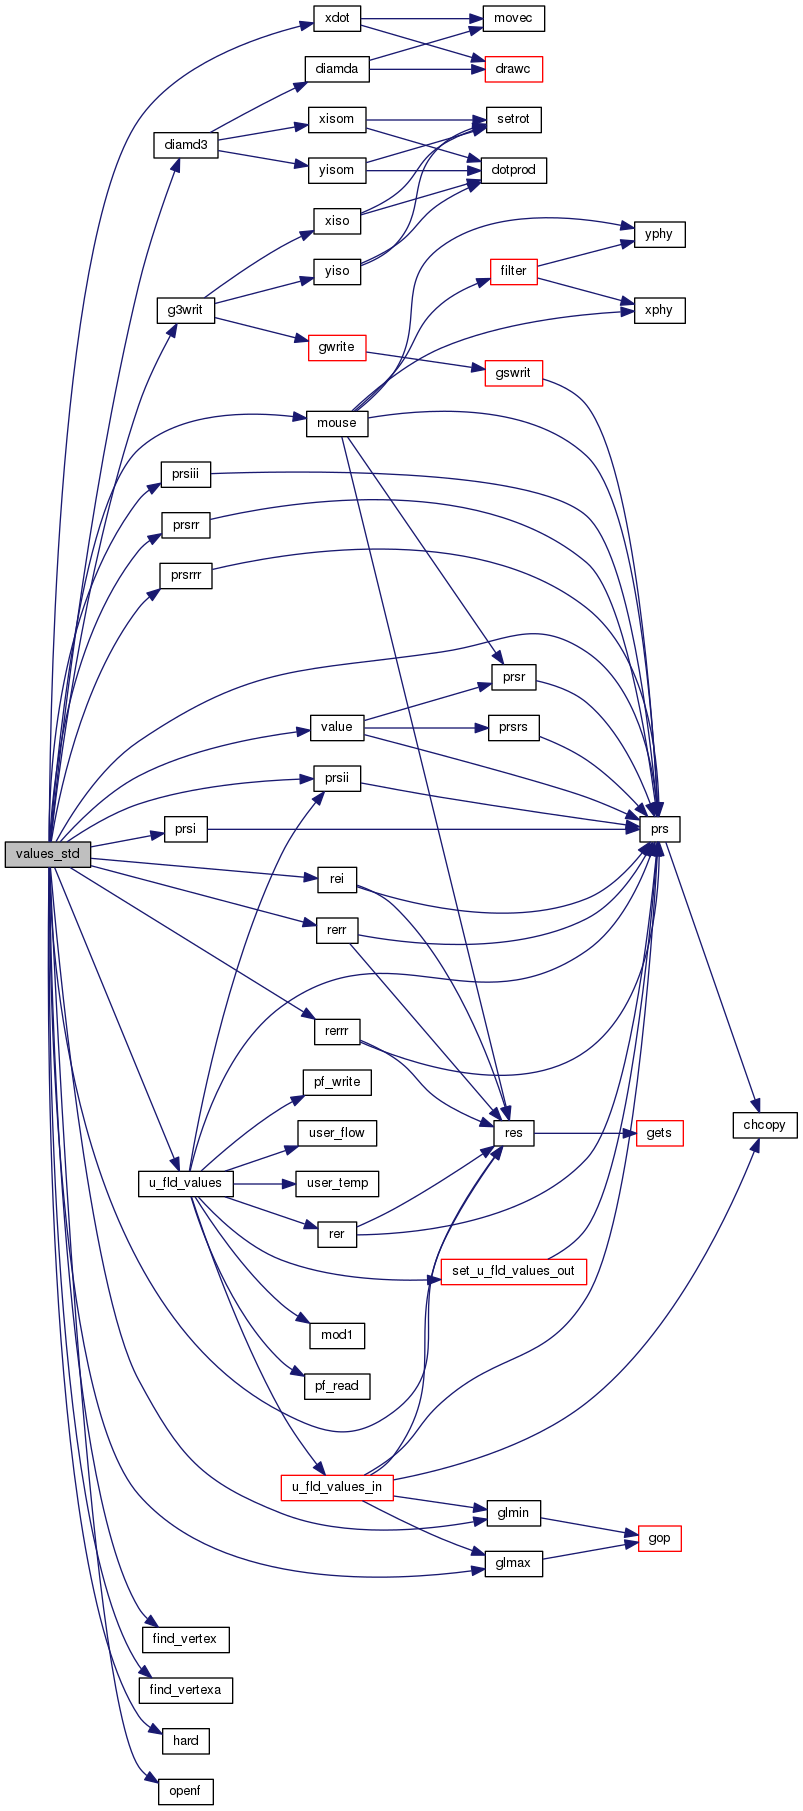 xdot
movec
diamda
drawc
xisom
setrot
diamd3
yisom
dotprod
xiso
yphy
yiso
filter
g3writ
xphy
gwrite
gswrit
mouse
prsiii
prsrr
prsrrr
prsr
value
prsrs
prsii
prsi
prs
values_std
rei
rerr
rerrr
pf_write
user_flow
res
gets
chcopy
u_fld_values
user_temp
rer
set_u_fld_values_out
mod1
pf_read
u_fld_values_in
glmin
gop
glmax
find_vertex
find_vertexa
hard
openf